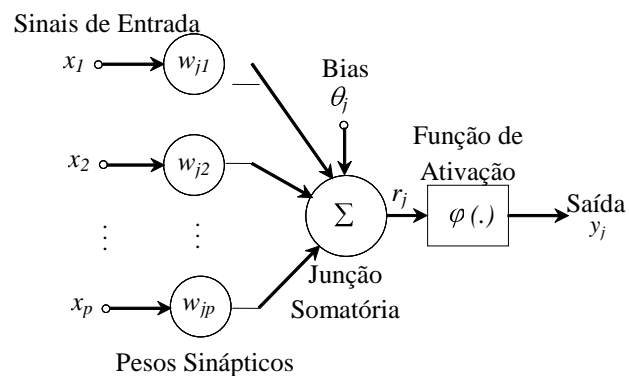 Sinais de Entrada
x1
wj1
Bias
θj
x2
wj2
Função de
Ativação
Σ
rj
φ (.)
Saída
yj
Junção
Somatória
xp
wjp
Pesos Sinápticos